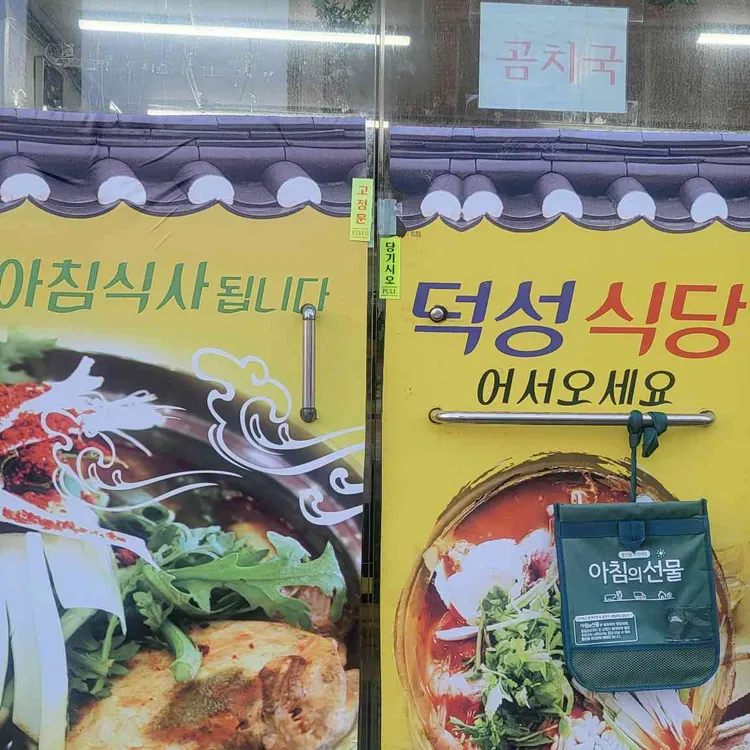 곰치국
고정문
당기시오
PULL
아침식사 됩니다
덕성 식당
어서오세요
아침의 선물